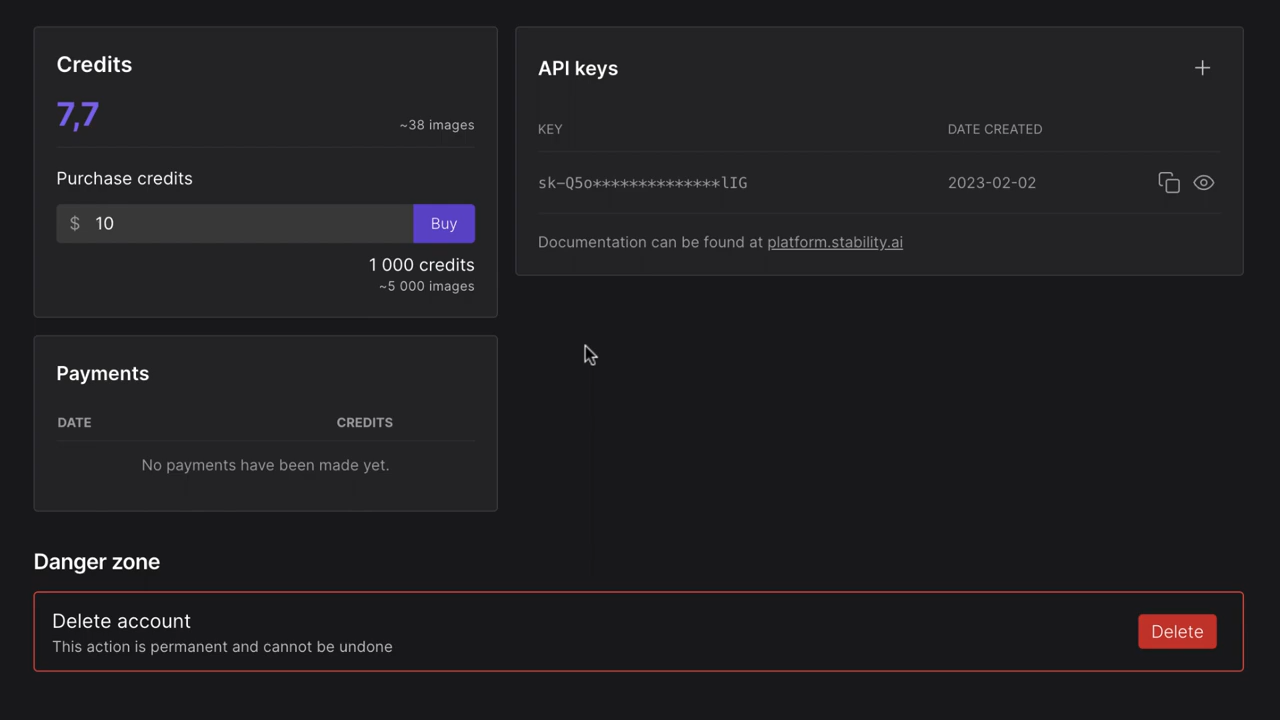 Credits
7,7
~38 images
Purchase credits
$ 10
Buy
1 000 credits
~5 000 images
Payments
DATE CREDITS
No payments have been made yet.
API keys
+
KEY DATE CREATED
sk-Q5o**************lIG 2023-02-02
Documentation can be found at platform.stability.ai
Danger zone
Delete account
This action is permanent and cannot be undone
Delete